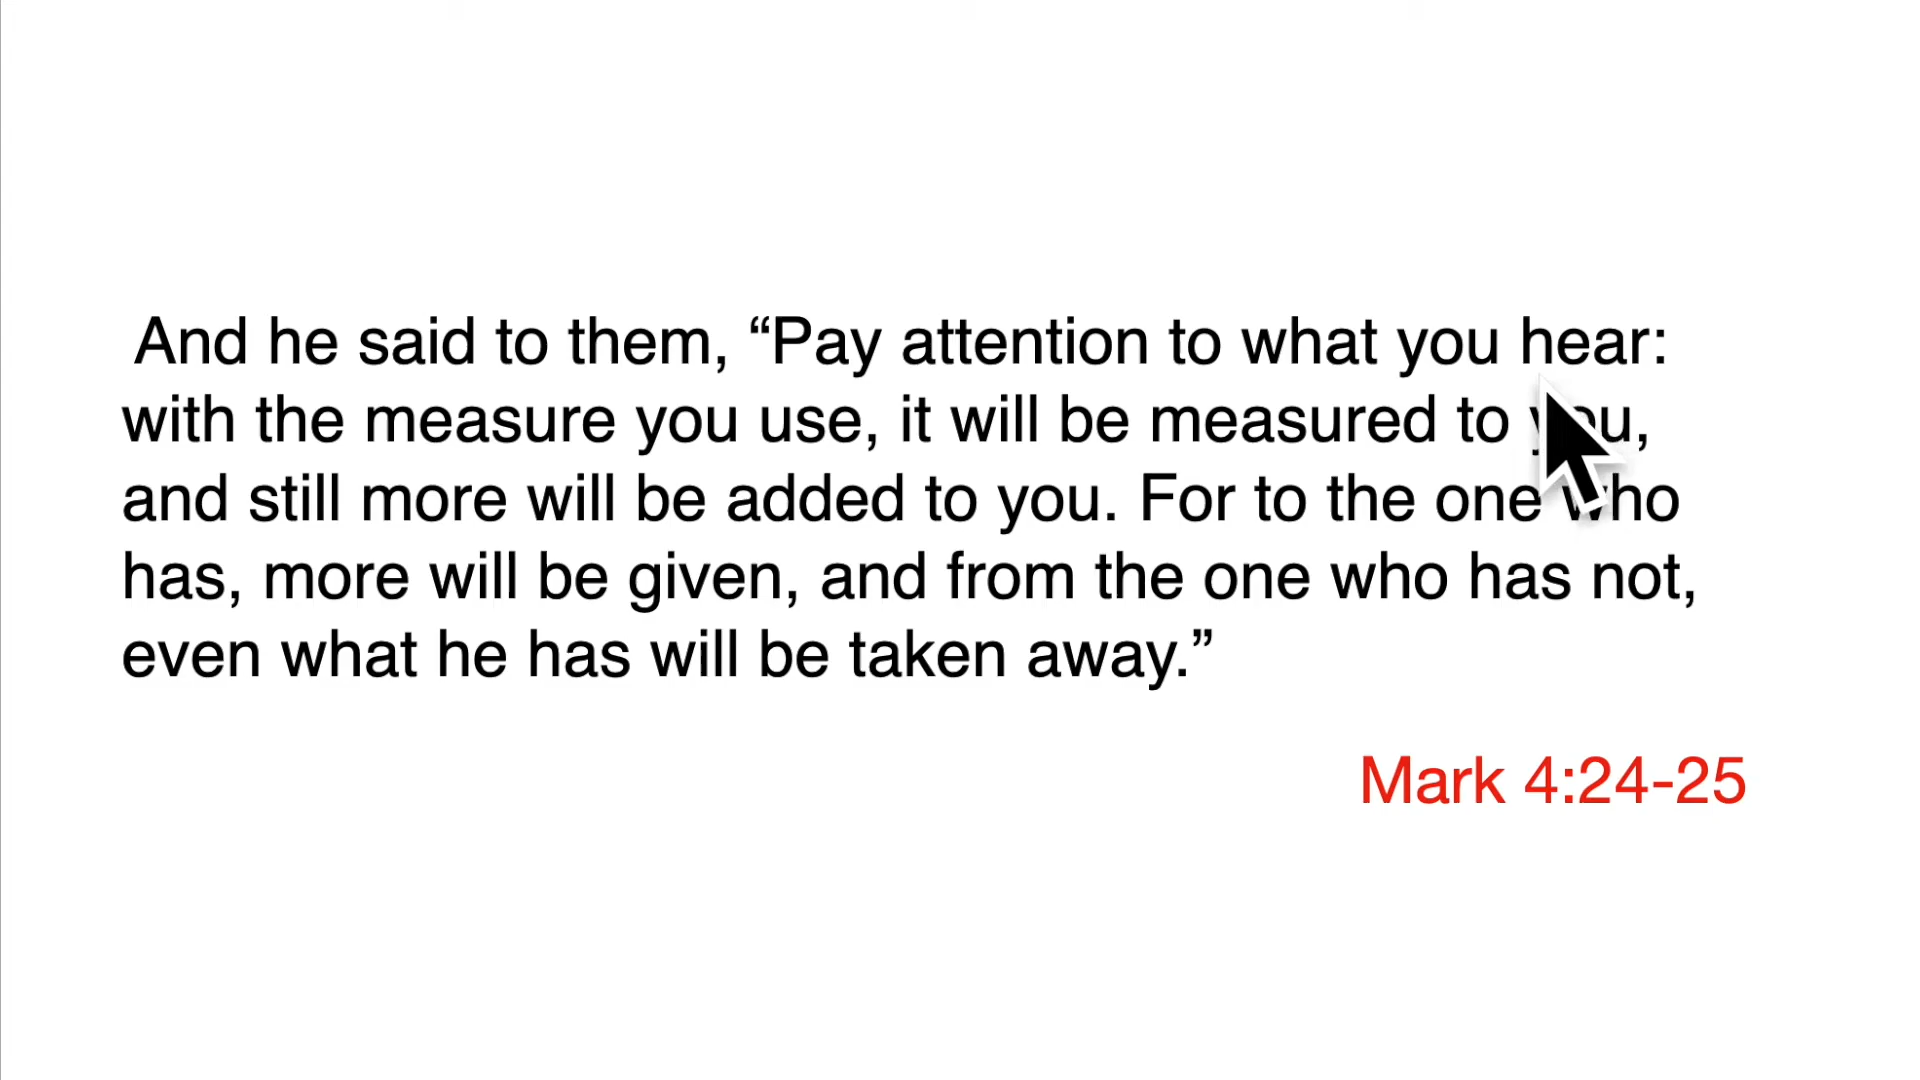 And he said to them, “Pay attention to what you hear:
with the measure you use, it will be measured to you,
and still more will be added to you. For to the one who
has, more will be given, and from the one who has not,
even what he has will be taken away.”
Mark 4:24-25